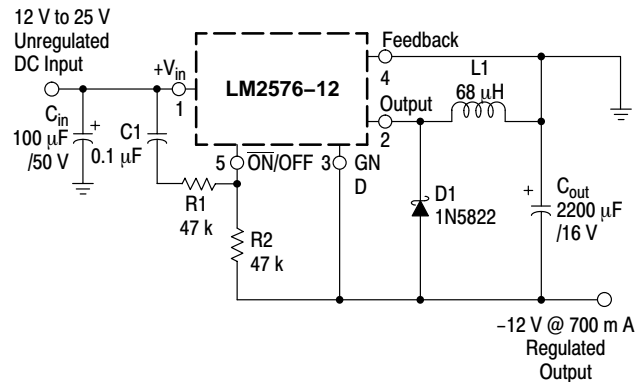 12 V to 25 V
Unregulated
DC Input
+Vin
1
LM2576–12
Feedback
4
Output
2
L1
68 µH
Cin
100 µF
/50 V
+
C1
0.1 µF
5
ON/OFF
3
GN
D
R1
47 k
R2
47 k
D1
1N5822
+
Cout
2200 µF
/16 V
–12 V @ 700 m A
Regulated
Output